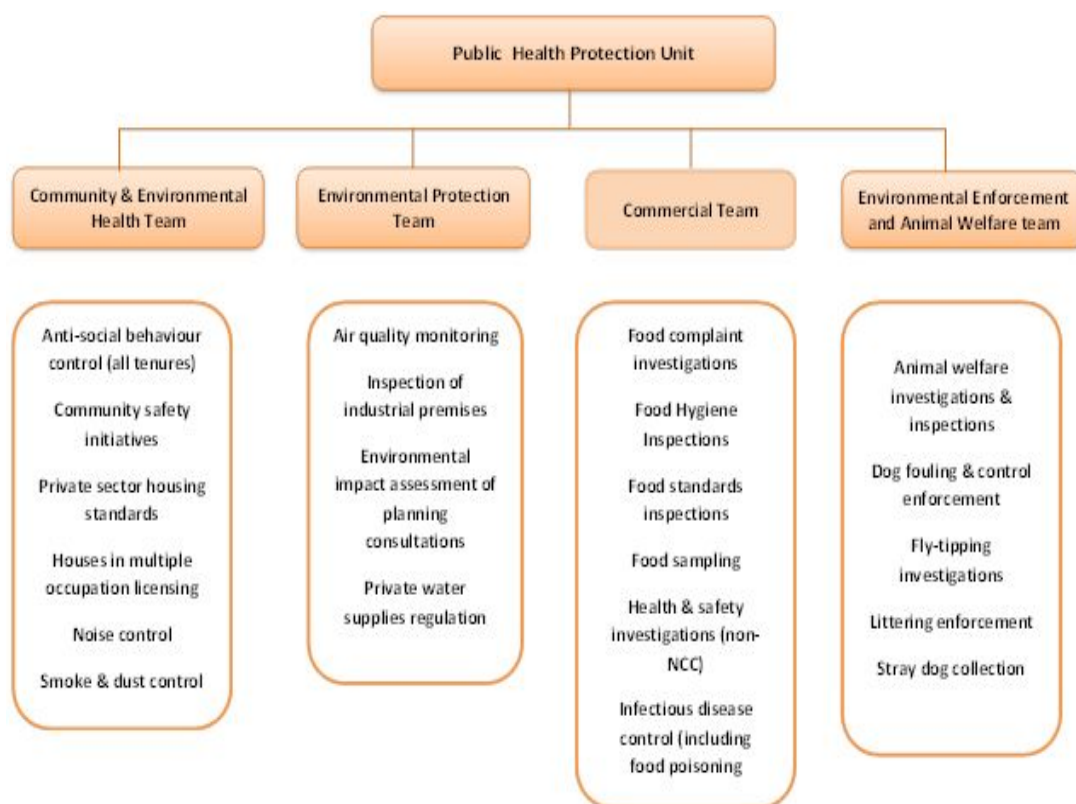 Public Health Protection Unit
Community & Environmental
Health Team
Environmental Protection
Team
Commercial Team
Environmental Enforcement
and Animal Welfare team
Anti-social behaviour
control (all tenures)
Community safety
initiatives
Private sector housing
standards
Houses in multiple
occupation licensing
Noise control
Smoke & dust control
Air quality monitoring
Inspection of
industrial premises
Environmental
impact assessment of
planning
consultations
Private water
supplies regulation
Food complaint
investigations
Food Hygiene
Inspections
Food standards
inspections
Food sampling
Health & safety
investigations (non-
NCC)
Infectious disease
control (including
food poisoning
Animal welfare
investigations &
inspections
Dog fouling & control
enforcement
Fly-tipping
investigations
Littering enforcement
Stray dog collection